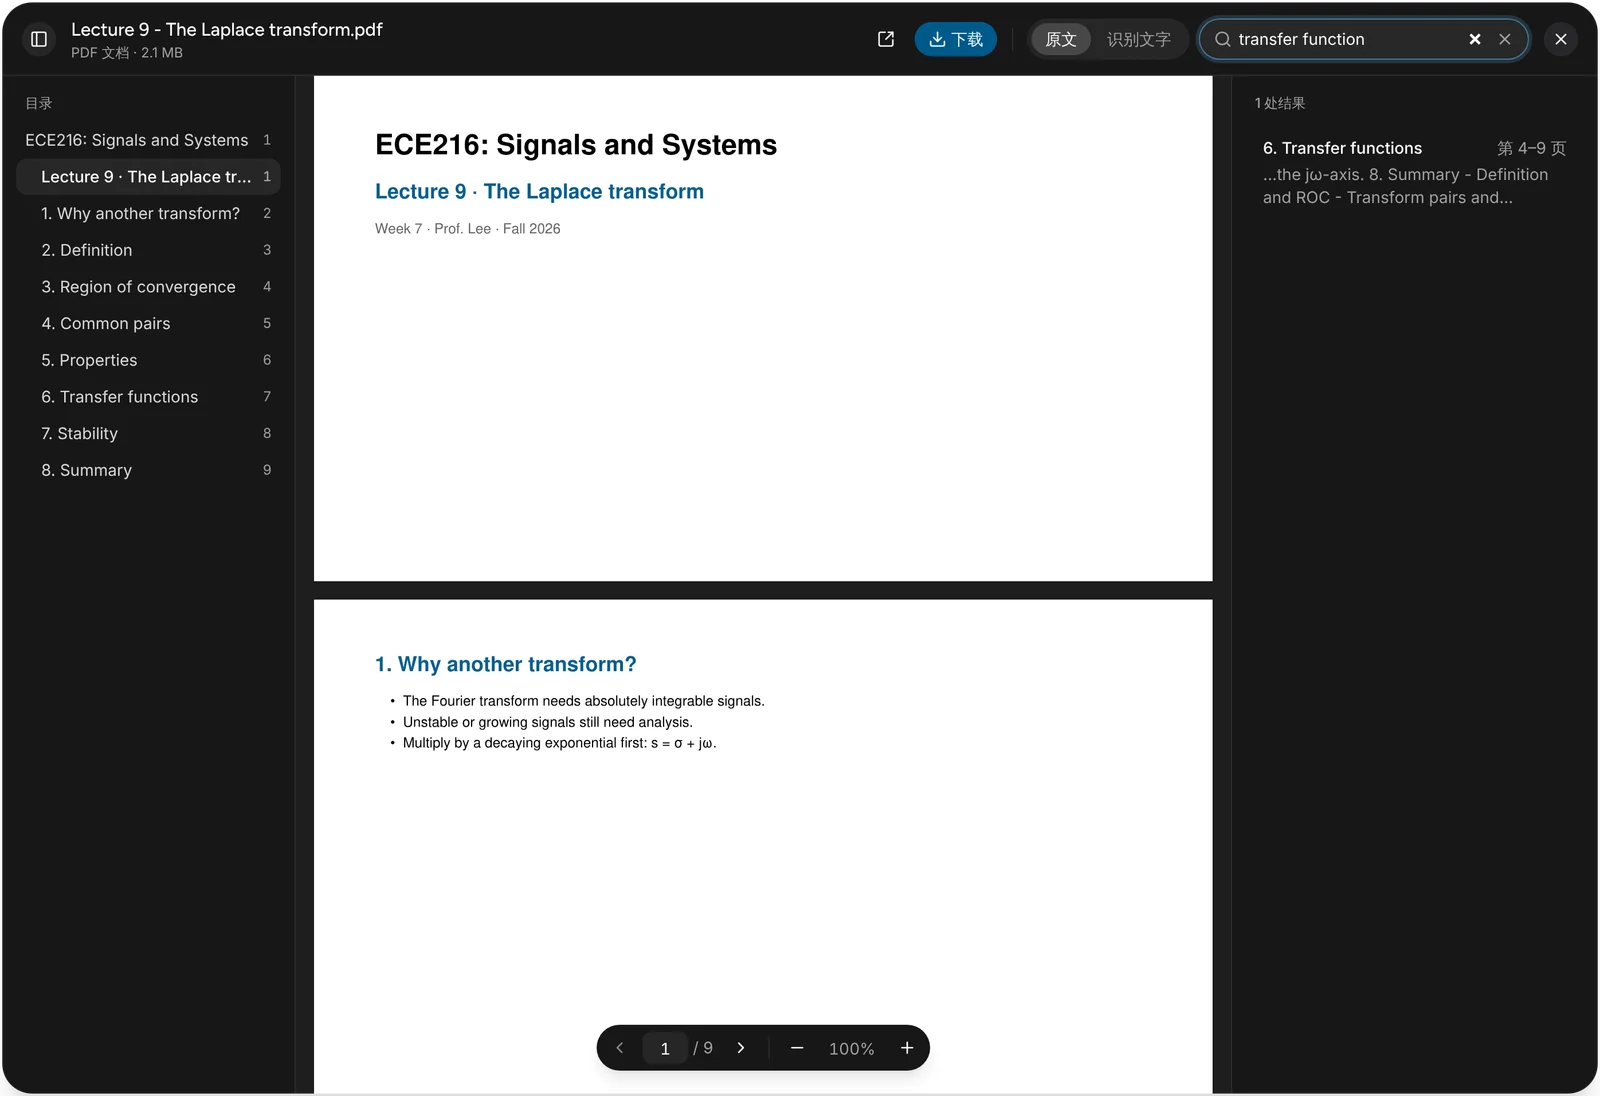 Lecture 9 - The Laplace transform.pdf
PDF 文档 · 2.1 MB
下载
原文
识别文字
transfer function
目录
ECE216: Signals and Systems 1
Lecture 9 · The Laplace tr... 1
1. Why another transform? 2
2. Definition 3
3. Region of convergence 4
4. Common pairs 5
5. Properties 6
6. Transfer functions 7
7. Stability 8
8. Summary 9
ECE216: Signals and Systems
Lecture 9 · The Laplace transform
Week 7 · Prof. Lee · Fall 2026
1. Why another transform?
• The Fourier transform needs absolutely integrable signals.
• Unstable or growing signals still need analysis.
• Multiply by a decaying exponential first: s = σ + jω.
1 / 9
100%
1 处结果
6. Transfer functions 第 4–9 页
...the jω-axis. 8. Summary - Definition
and ROC - Transform pairs and...